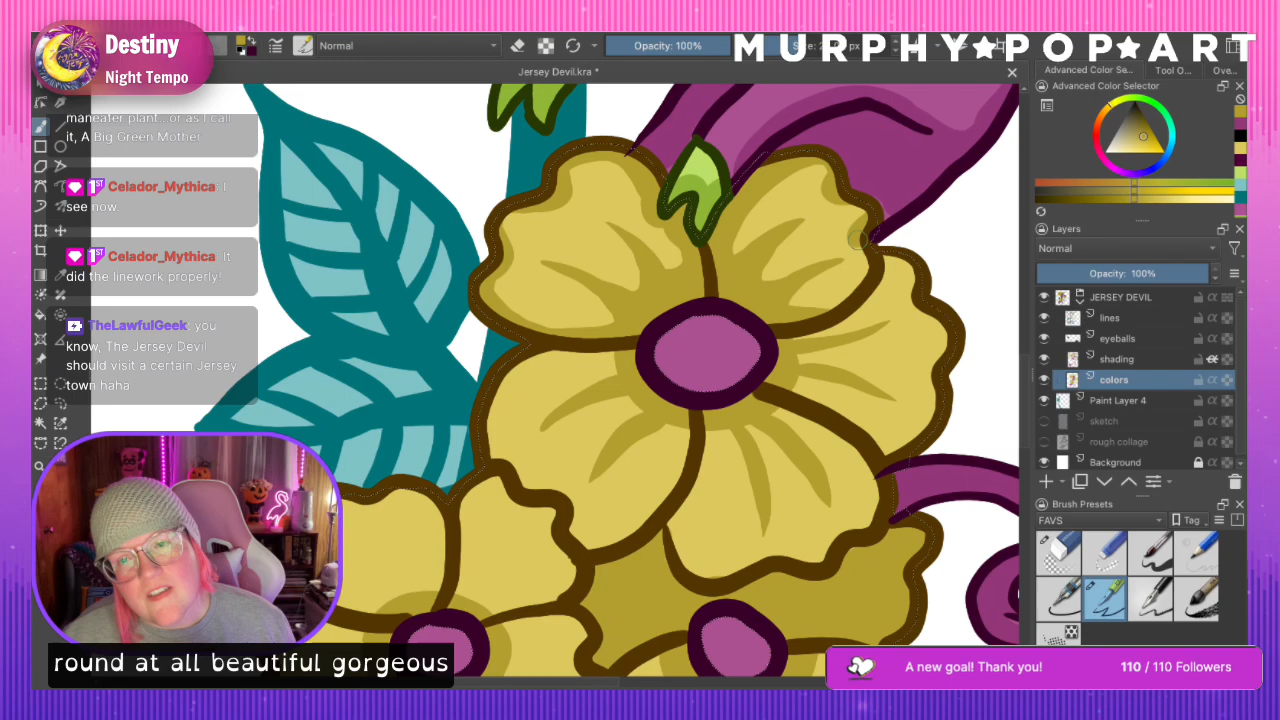 Destiny
Night Tempo
MURPHY★POP★ART
Normal
Opacity: 100%
Jersey Devil.kra *
Advanced Color Se...
Tool O...
Ove...
Advanced Color Selector
maneater plant...or as I call
it, A Big Green Mother
1ST Celador_Mythica I
see now.
1ST Celador_Mythica It
did the linework properly!
TheLawfulGeek you
know, The Jersey Devil
should visit a certain Jersey
town haha
Layers
Normal
Opacity: 100%
JERSEY DEVIL
lines
eyeballs
shading
colors
Paint Layer 4
sketch
rough collage
Background
Brush Presets
FAVS
Tag
round at all beautiful gorgeous
A new goal! Thank you!
110 / 110 Followers